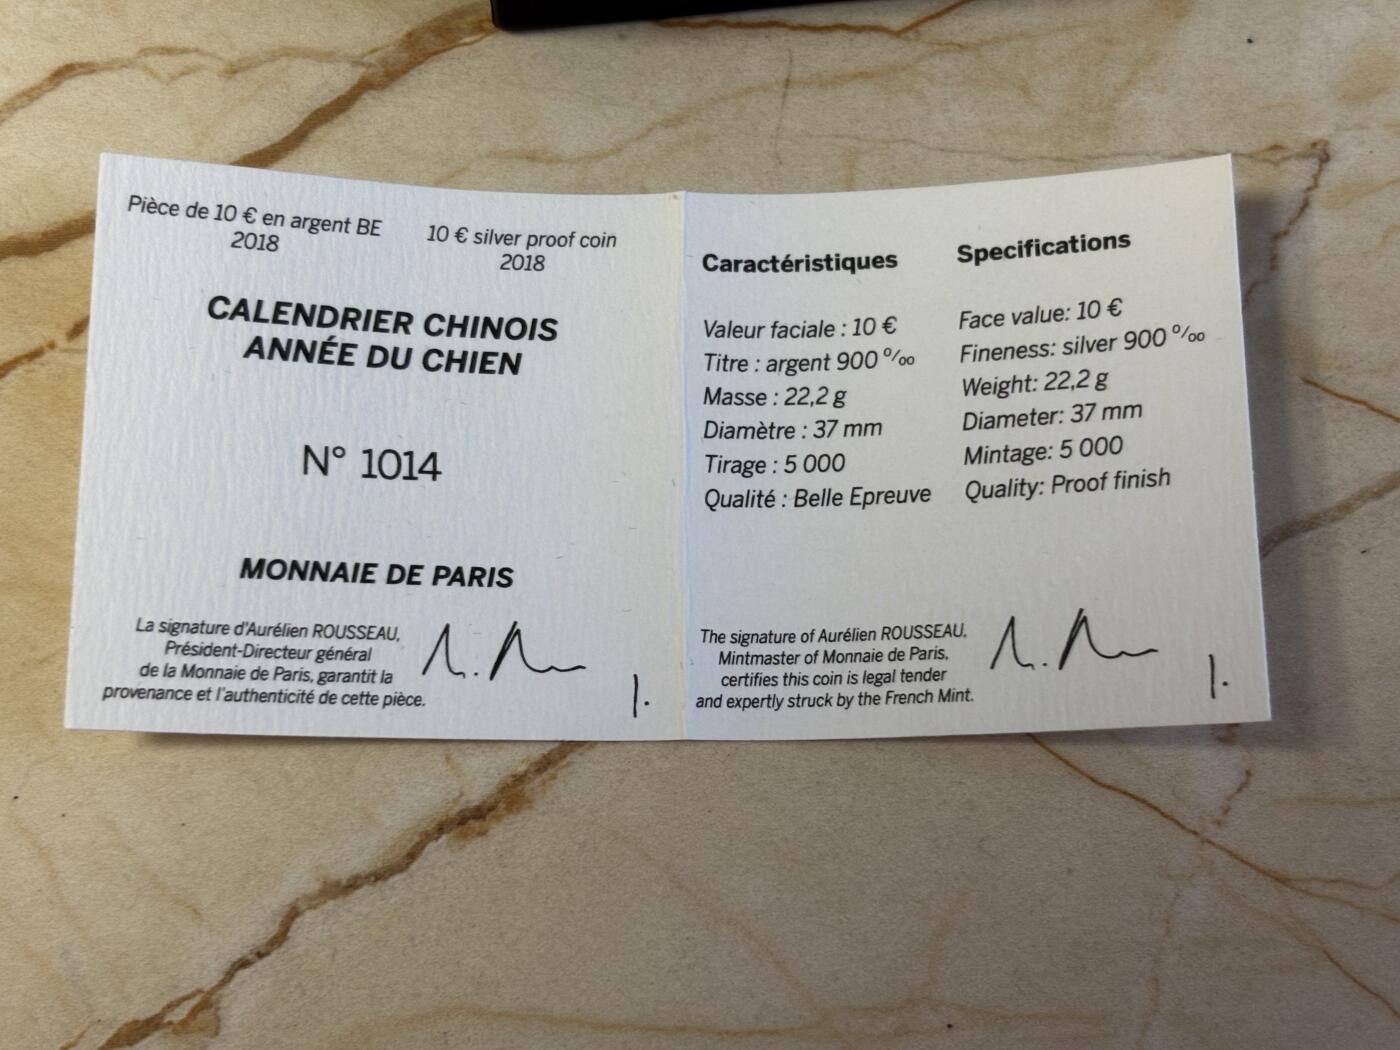 Pièce de 10 € en argent BE
2018
10 € silver proof coin
2018
CALENDRIER CHINOIS
ANNÉE DU CHIEN
N° 1014
MONNAIE DE PARIS
La signature d'Aurélien ROUSSEAU,
Président-Directeur général
de la Monnaie de Paris, garantit la
provenance et l'authenticité de cette pièce.
Caractéristiques
Valeur faciale : 10 €
Titre : argent 900 ‰
Masse : 22,2 g
Diamètre : 37 mm
Tirage : 5 000
Qualité : Belle Epreuve
Specifications
Face value: 10 €
Fineness: silver 900 ‰
Weight: 22,2 g
Diameter: 37 mm
Mintage: 5 000
Quality: Proof finish
The signature of Aurélien ROUSSEAU,
Mintmaster of Monnaie de Paris,
certifies this coin is legal tender
and expertly struck by the French Mint.